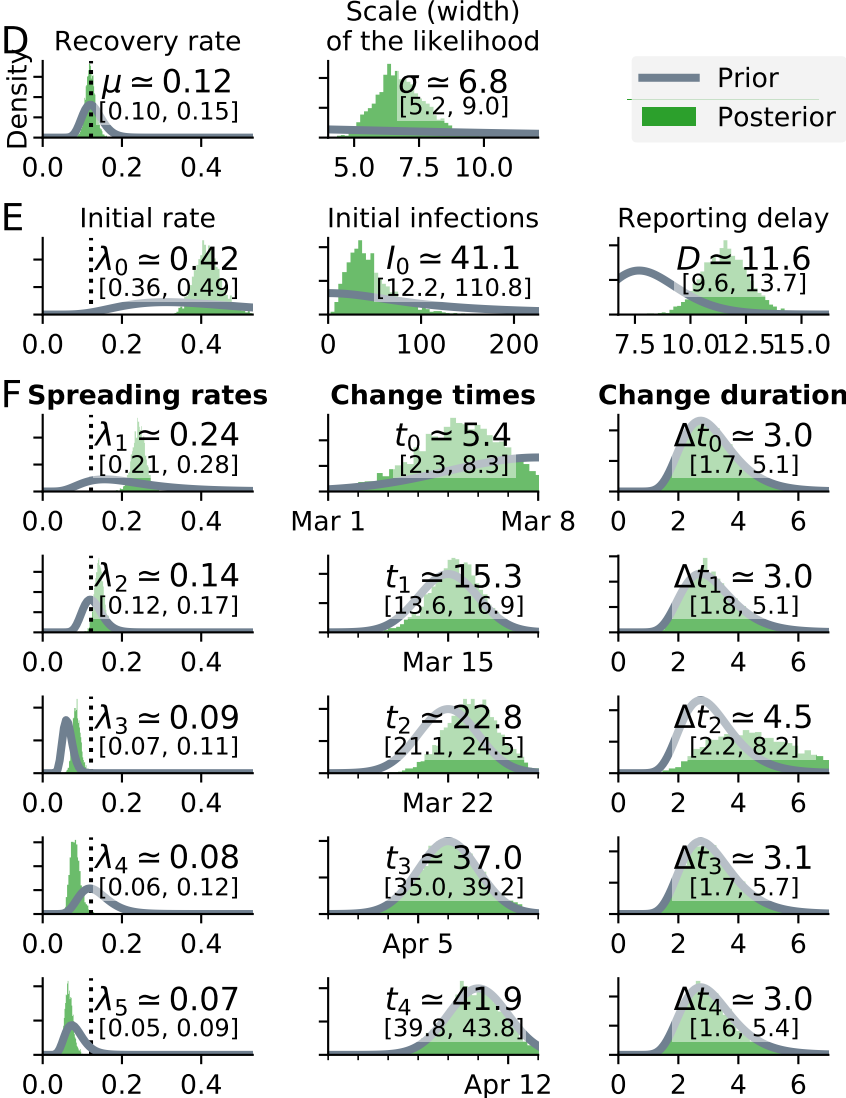 D
Recovery rate
Scale (width)
of the likelihood
Density
μ ≃ 0.12
[0.10, 0.15]
σ ≃ 6.8
[5.2, 9.0]
Prior
Posterior
0.0 0.2 0.4
5.0 7.5 10.0
E
Initial rate
Initial infections
Reporting delay
λ0 ≃ 0.42
[0.36, 0.49]
I0 ≃ 41.1
[12.2, 110.8]
D ≃ 11.6
[9.6, 13.7]
0.0 0.2 0.4
0 100 200
7.5 10.0 12.5 15.0
F
Spreading rates
Change times
Change duration
λ1 ≃ 0.24
[0.21, 0.28]
t0 ≃ 5.4
[2.3, 8.3]
Δt0 ≃ 3.0
[1.7, 5.1]
0.0 0.2 0.4
Mar 1 Mar 8
2 4 6
λ2 ≃ 0.14
[0.12, 0.17]
t1 ≃ 15.3
[13.6, 16.9]
Δt1 ≃ 3.0
[1.8, 5.1]
0.0 0.2 0.4
Mar 15
2 4 6
λ3 ≃ 0.09
[0.07, 0.11]
t2 ≃ 22.8
[21.1, 24.5]
Δt2 ≃ 4.5
[2.2, 8.2]
0.0 0.2 0.4
Mar 22
2 4 6
λ4 ≃ 0.08
[0.06, 0.12]
t3 ≃ 37.0
[35.0, 39.2]
Δt3 ≃ 3.1
[1.7, 5.7]
0.0 0.2 0.4
Apr 5
2 4 6
λ5 ≃ 0.07
[0.05, 0.09]
t4 ≃ 41.9
[39.8, 43.8]
Δt4 ≃ 3.0
[1.6, 5.4]
0.0 0.2 0.4
Apr 12
2 4 6